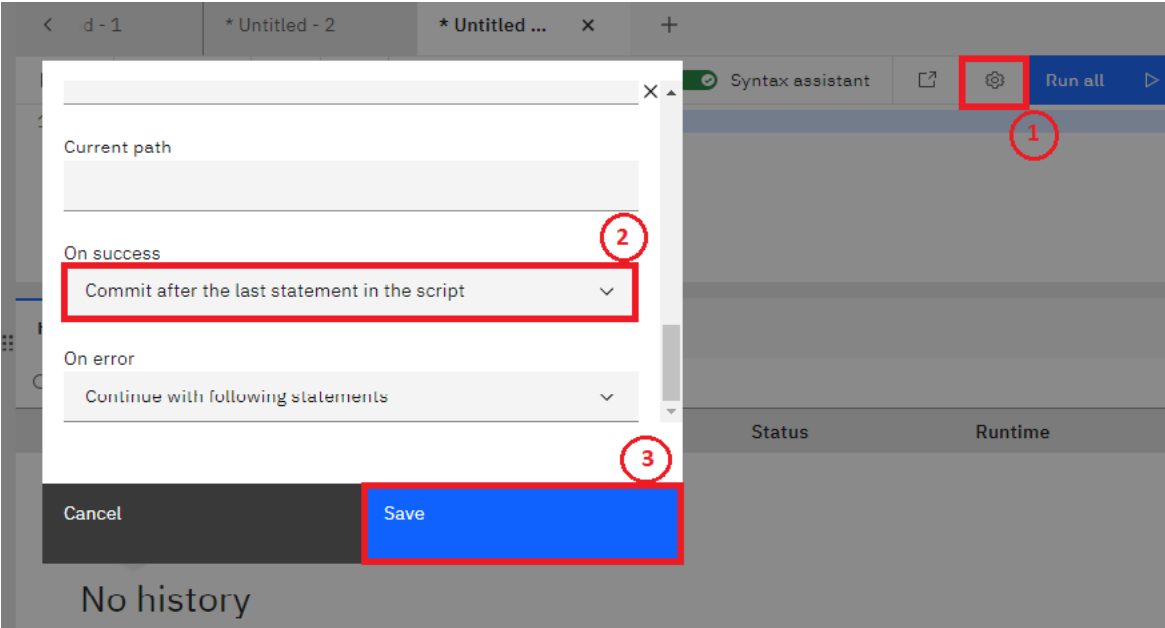 d - 1
* Untitled - 2
* Untitled ...
Syntax assistant
Run all
1
Current path
2
On success
Commit after the last statement in the script
On error
Continue with following statements
Status
Runtime
3
Cancel
Save
No history